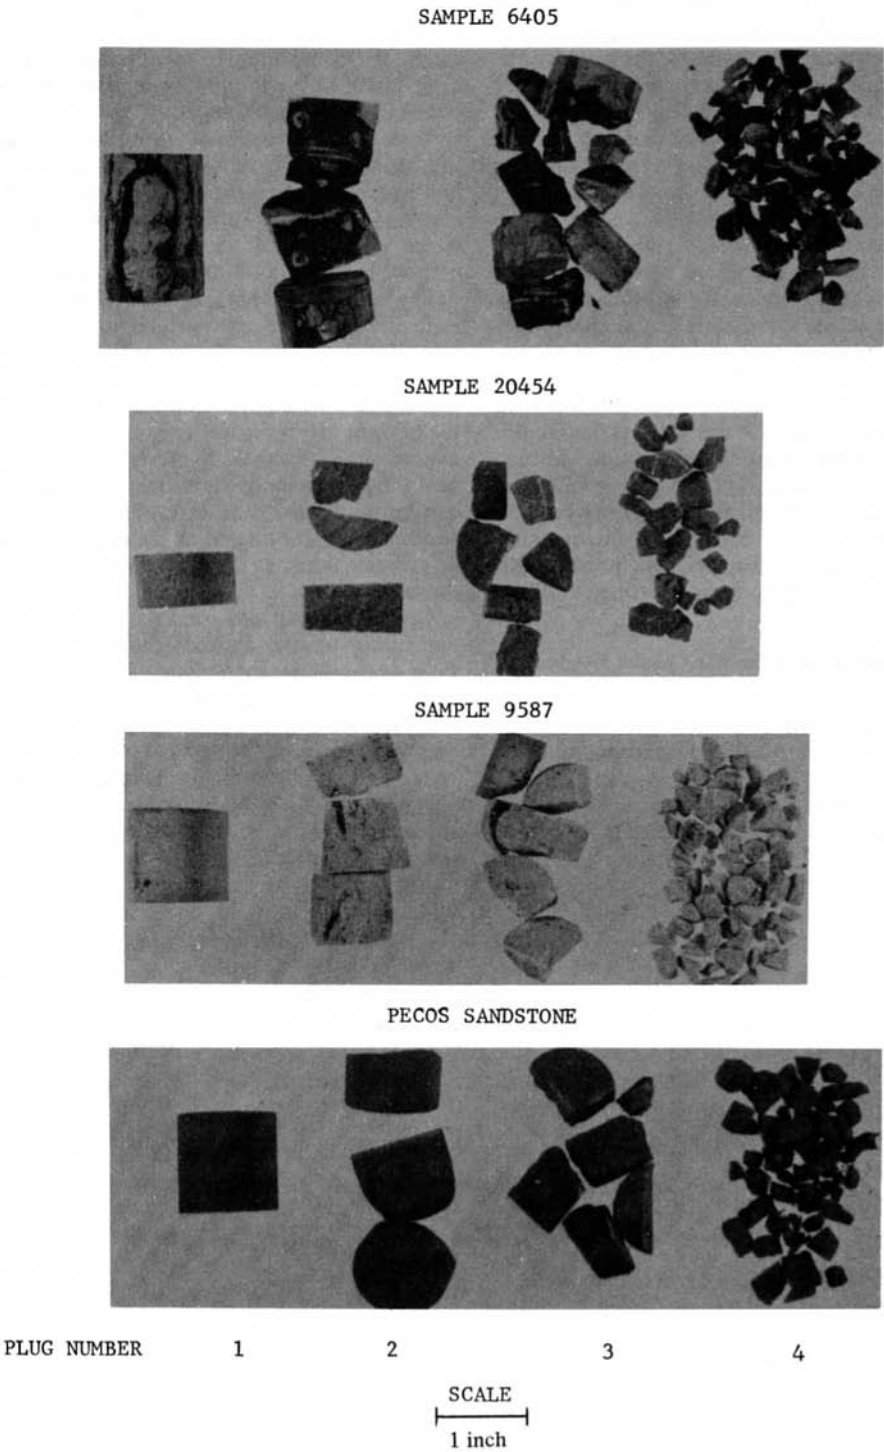 SAMPLE 6405
SAMPLE 20454
SAMPLE 9587
PECOS SANDSTONE
PLUG NUMBER 1 2 3 4
SCALE
1 inch